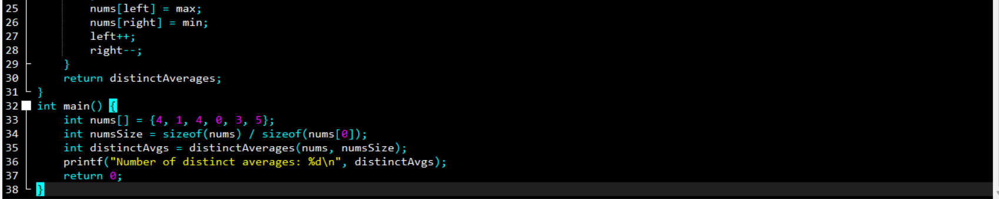 25 nums[left] = max;
26 nums[right] = min;
27 left++;
28 right--;
29 }
30 return distinctAverages;
31 }
32 int main() {
33 int nums[] = {4, 1, 4, 0, 3, 5};
34 int numsSize = sizeof(nums) / sizeof(nums[0]);
35 int distinctAvgs = distinctAverages(nums, numsSize);
36 printf("Number of distinct averages: %d\n", distinctAvgs);
37 return 0;
38 }